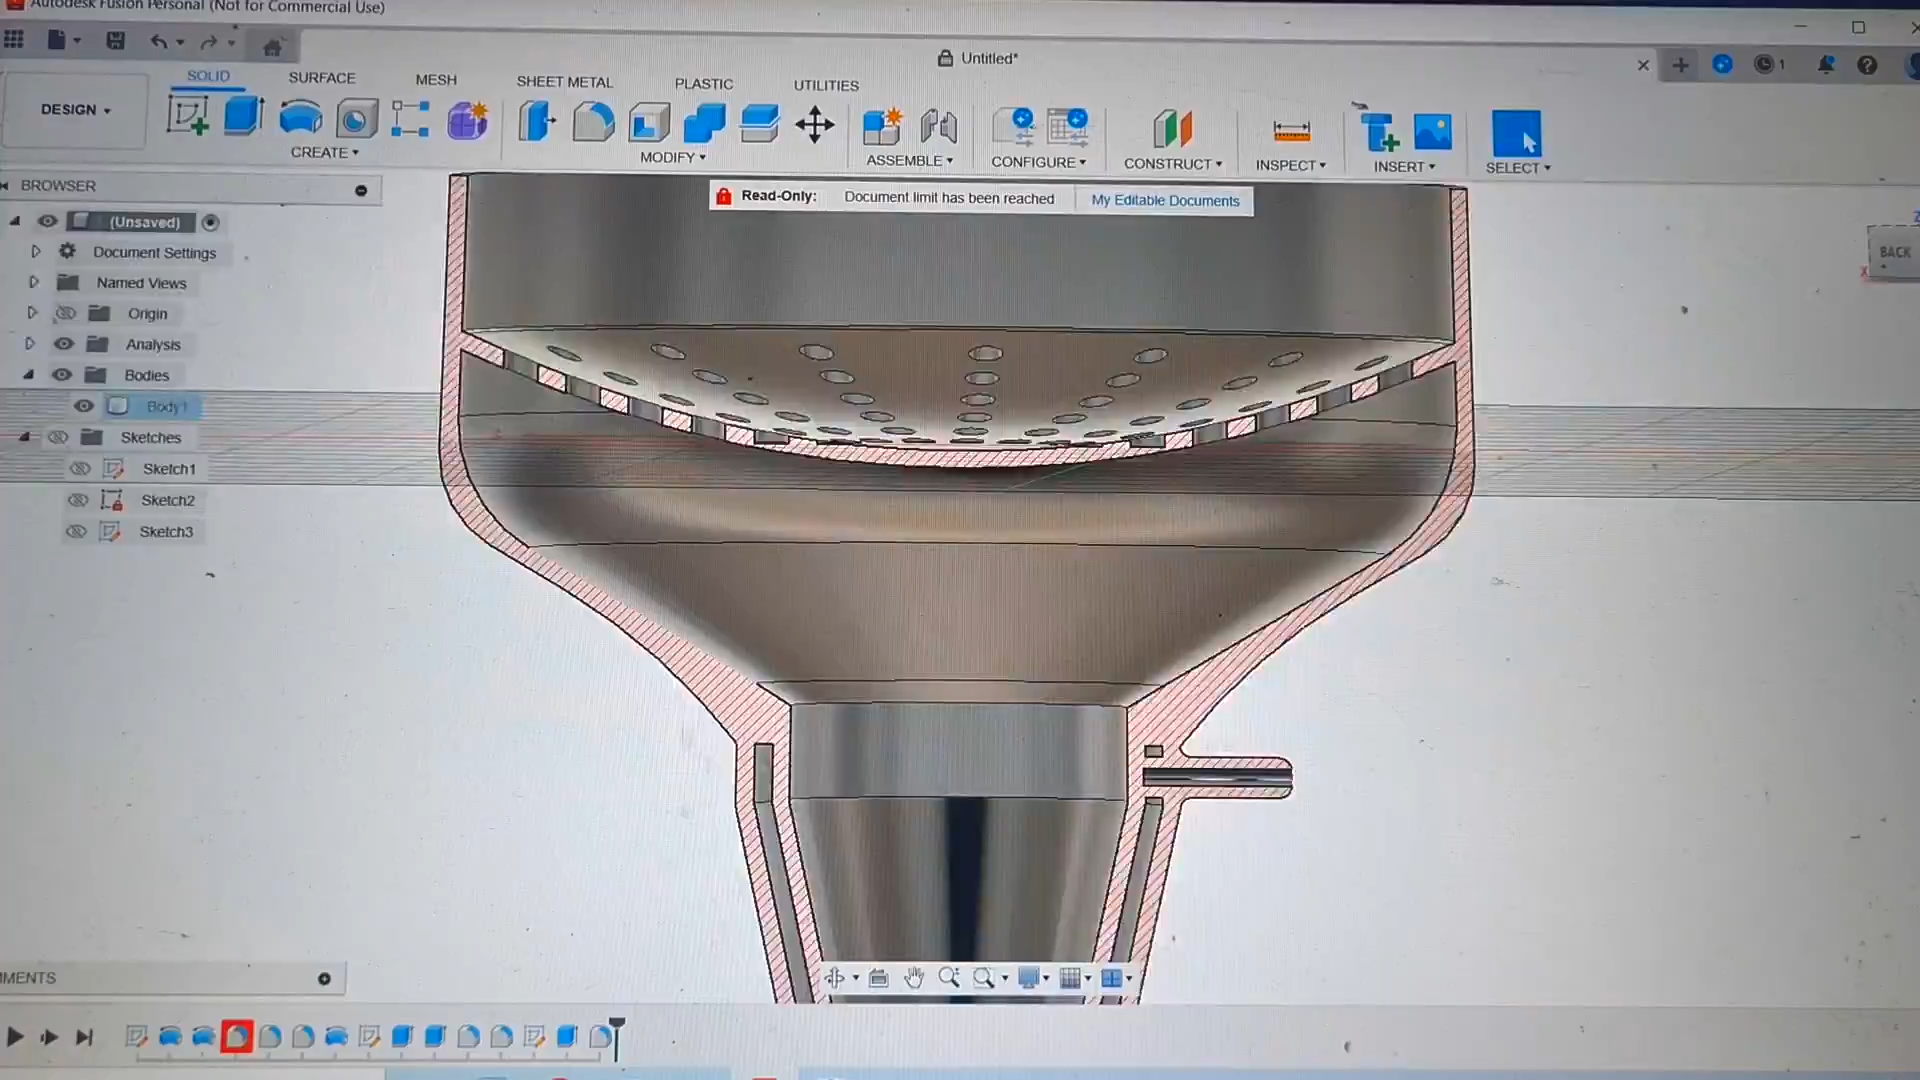 Autodesk Fusion Personal (Not for Commercial Use)
Untitled*
1
DESIGN
SOLID
SURFACE
MESH
SHEET METAL
PLASTIC
UTILITIES
CREATE
MODIFY
ASSEMBLE
CONFIGURE
CONSTRUCT
INSPECT
INSERT
SELECT
BROWSER
Read-Only: Document limit has been reached My Editable Documents
(Unsaved)
Document Settings
Named Views
Origin
Analysis
Bodies
Body1
Sketches
Sketch1
Sketch2
Sketch3
BACK
Z
X
MMENTS